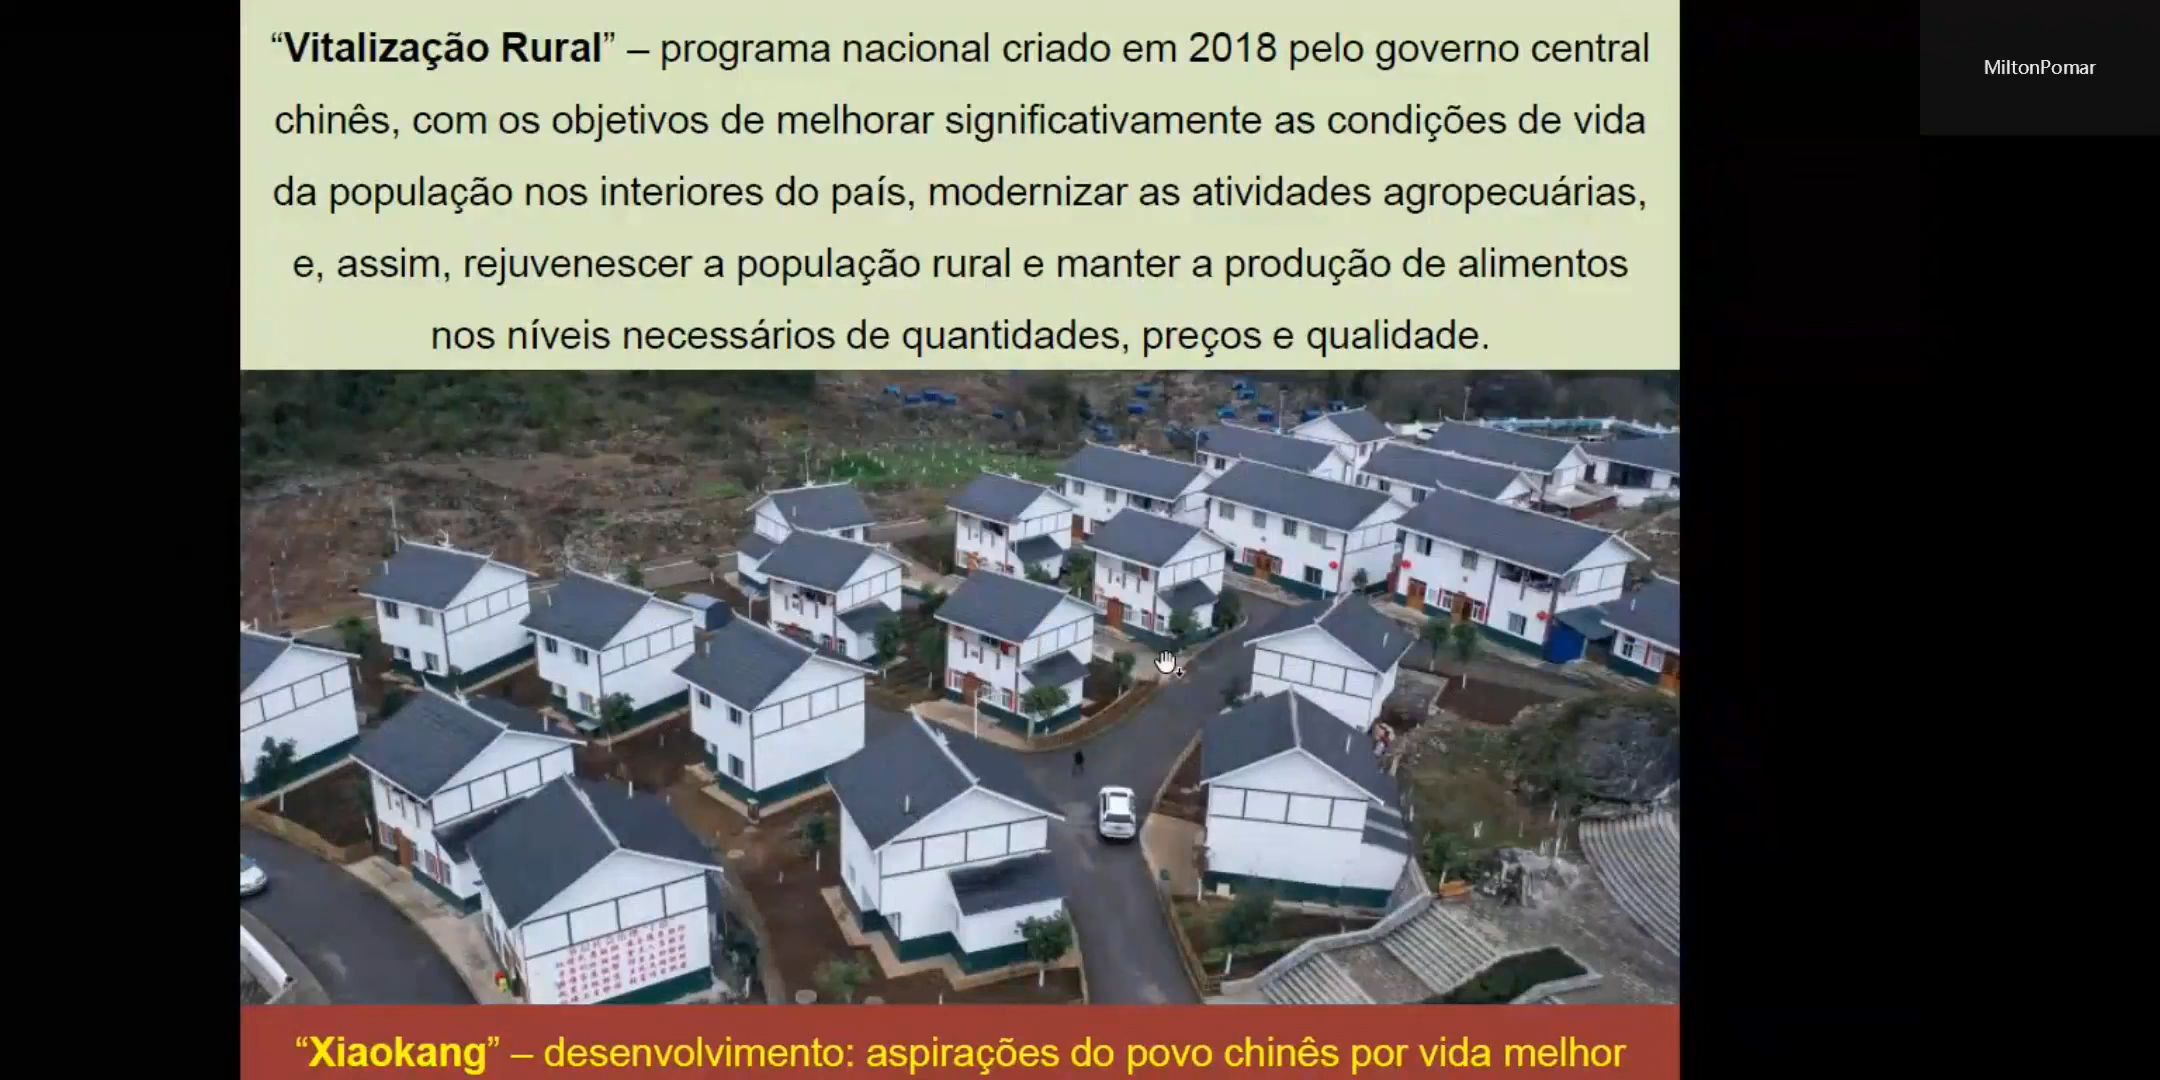 “Vitalização Rural” – programa nacional criado em 2018 pelo governo central
chinês, com os objetivos de melhorar significativamente as condições de vida
da população nos interiores do país, modernizar as atividades agropecuárias,
e, assim, rejuvenescer a população rural e manter a produção de alimentos
nos níveis necessários de quantidades, preços e qualidade.
“Xiaokang” – desenvolvimento: aspirações do povo chinês por vida melhor
MiltonPomar